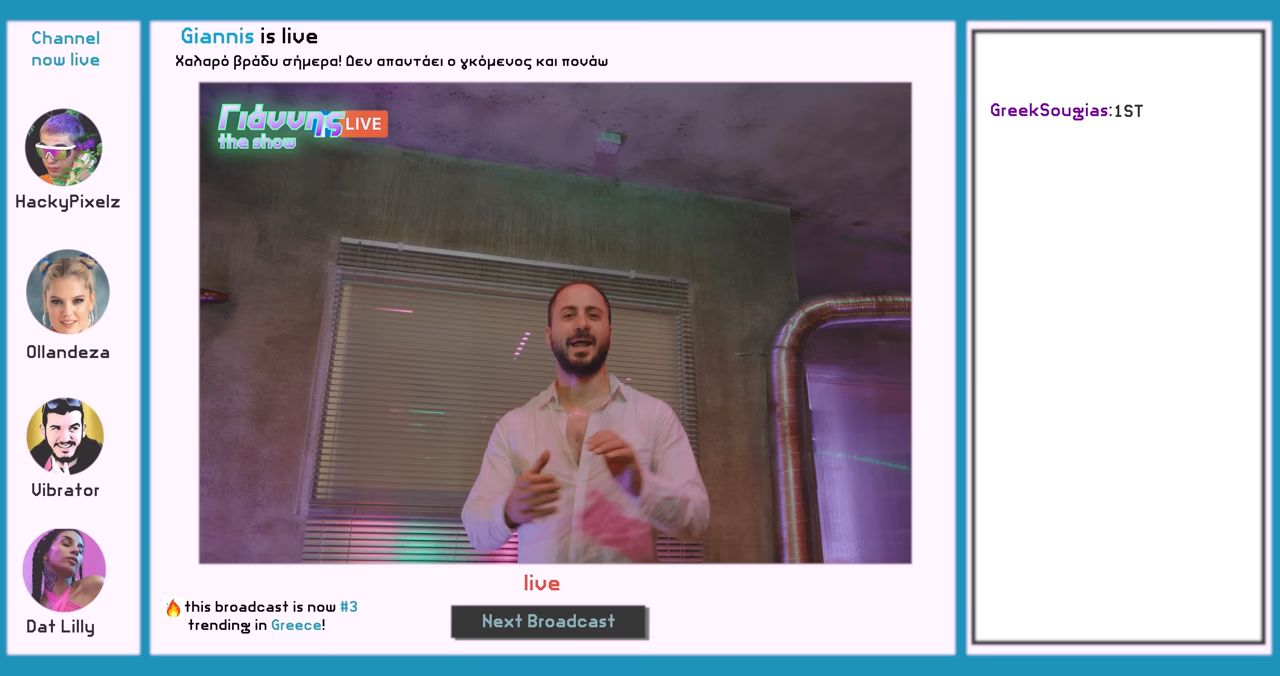 Channel
now live
HackyPixelz
Ollandeza
Vibrator
Dat Lilly
Giannis is live
Χαλαρό βράδυ σήμερα! Δεν απαντάει ο γκόμενος και πονάω
Γιάννης LIVE
the show
live
🔥 this broadcast is now #3
trending in Greece!
Next Broadcast
GreekSougias:1ST